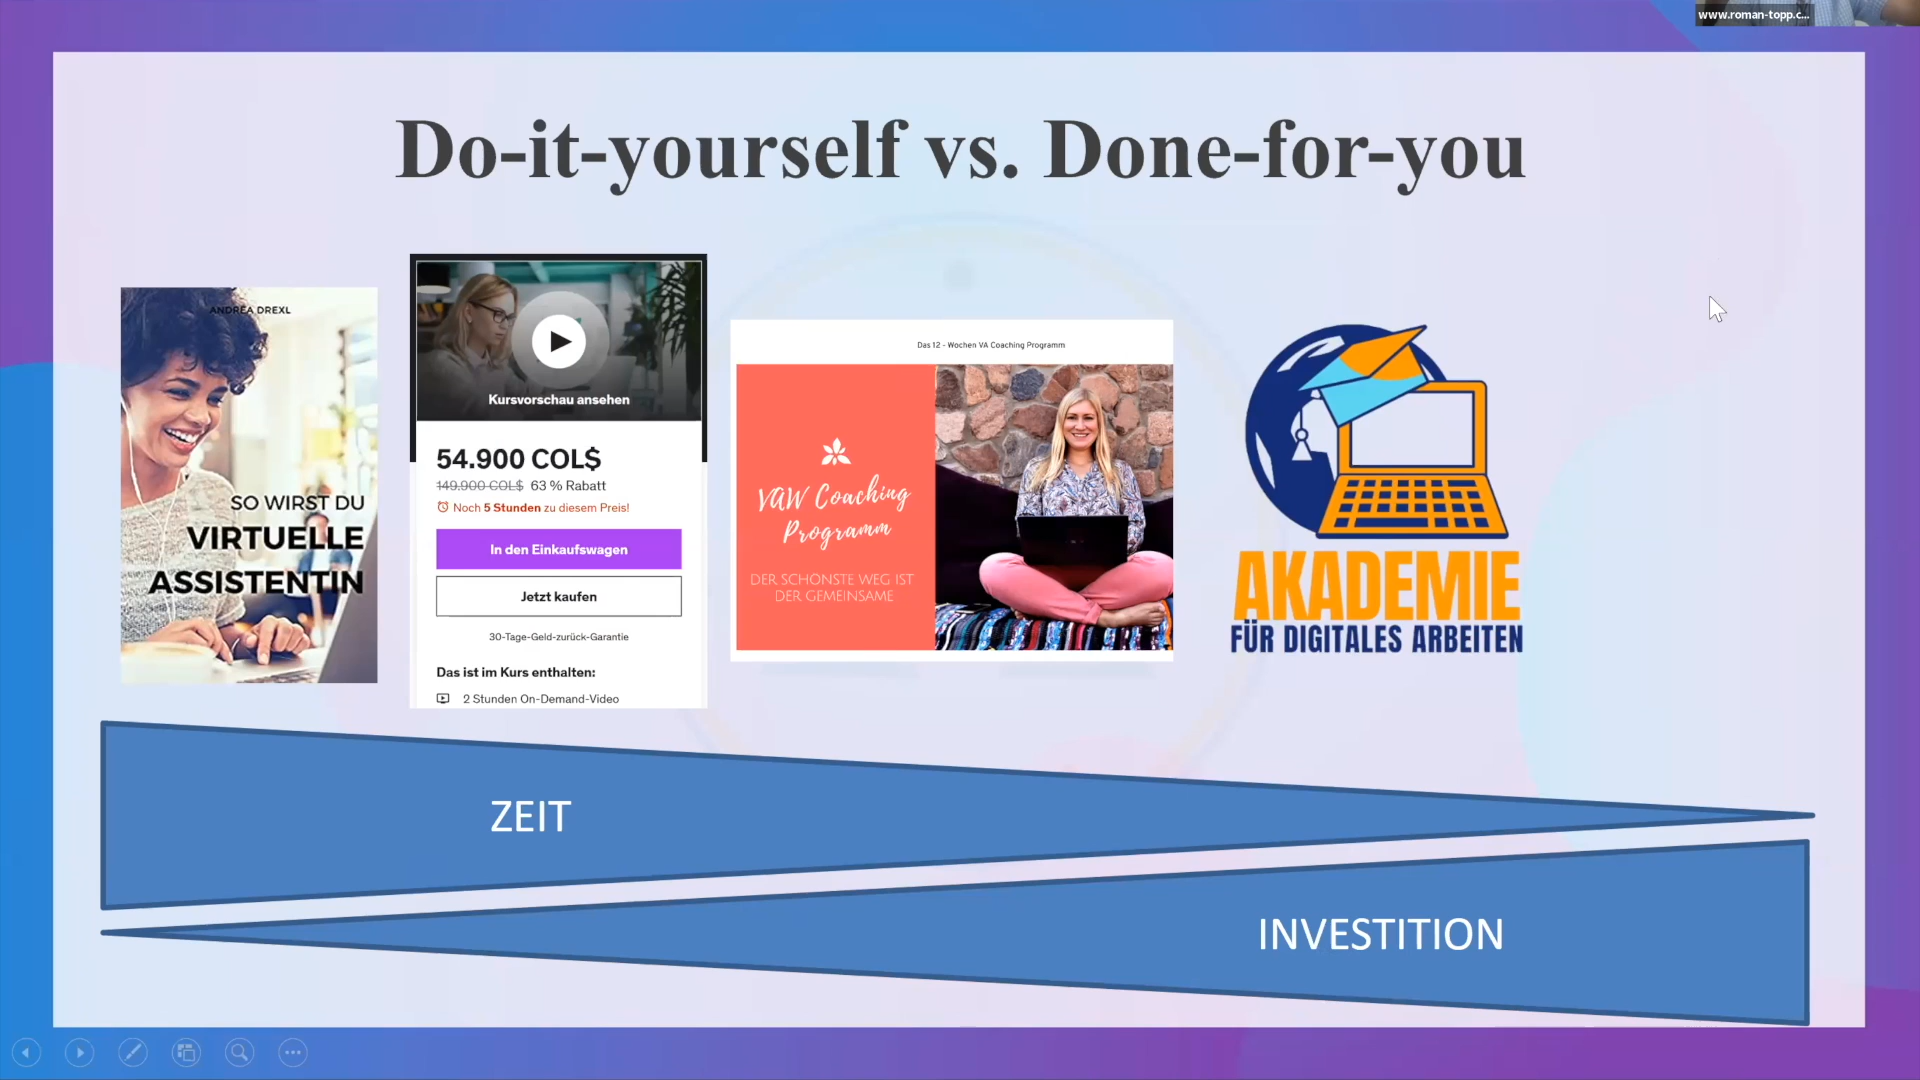 www.roman-topp.c...
Do-it-yourself vs. Done-for-you
ANDREA DREXL
SO WIRST DU
VIRTUELLE
ASSISTENTIN
Kursvorschau ansehen
54.900 COL$
149.900 COL$ 63 % Rabatt
Noch 5 Stunden zu diesem Preis!
In den Einkaufswagen
Jetzt kaufen
30-Tage-Geld-zurück-Garantie
Das ist im Kurs enthalten:
2 Stunden On-Demand-Video
Das 12 - Wochen VA Coaching Programm
VAW Coaching
Programm
DER SCHÖNSTE WEG IST
DER GEMEINSAME
AKADEMIE
FÜR DIGITALES ARBEITEN
ZEIT
INVESTITION